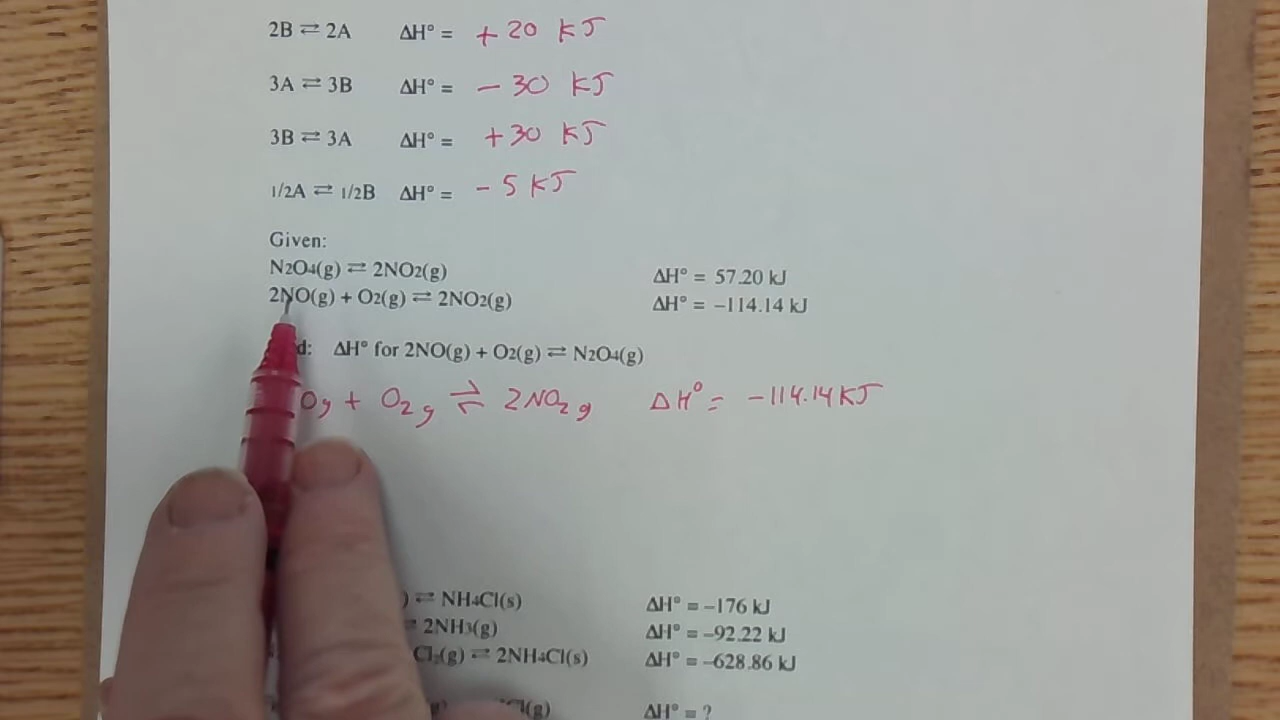 2B ⇌ 2A ΔH° = +20 kJ
3A ⇌ 3B ΔH° = −30 kJ
3B ⇌ 3A ΔH° = +30 kJ
1/2A ⇌ 1/2B ΔH° = −5 kJ
Given:
N2O4(g) ⇌ 2NO2(g) ΔH° = 57.20 kJ
2NO(g) + O2(g) ⇌ 2NO2(g) ΔH° = −114.14 kJ
ΔH° for 2NO(g) + O2(g) ⇌ N2O4(g)
Og + O2g ⇌ 2NO2g ΔH° = −114.14 kJ
) ⇌ NH4Cl(s) ΔH° = −176 kJ
2NH3(g) ΔH° = −92.22 kJ
Cl2(g) ⇌ 2NH4Cl(s) ΔH° = −628.86 kJ
Cl(g) ΔH° = ?